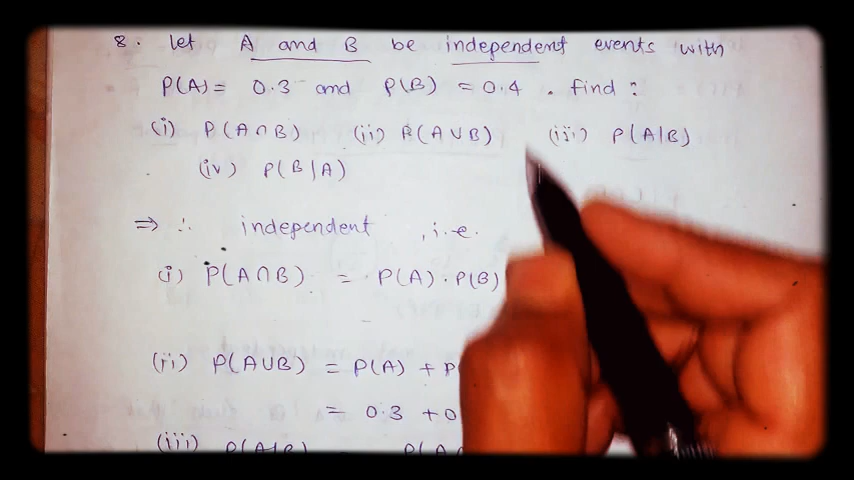 8. let A and B be independent events with
P(A)= 0.3 and P(B) = 0.4 . find :
(i) P(A∩B) (ii) P(A∪B) (iii) P(A|B)
(iv) P(B|A)
⇒ ∴ independent , i.e.
(i) P(A∩B) = P(A).P(B)
(ii) P(A∪B) = P(A) + P
= 0.3 + 0
(iii) P(A|B) = P(A∩